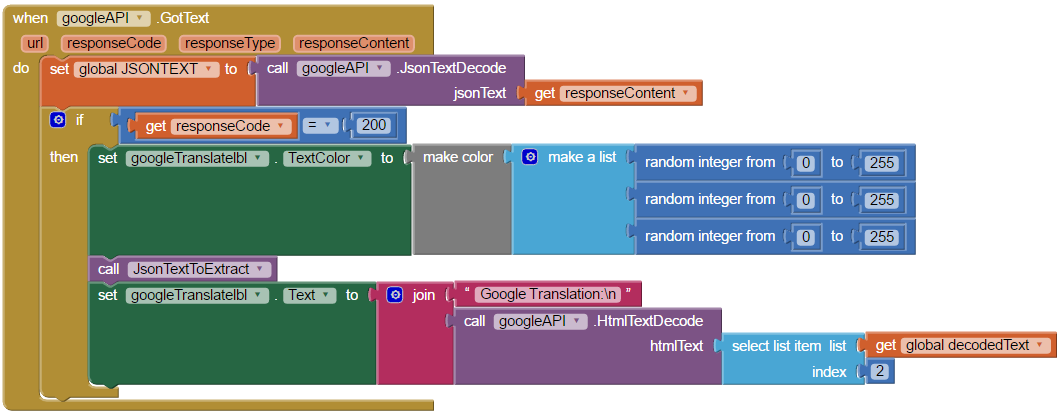 when googleAPI .GotText
url responseCode responseType responseContent
do set global JSONTEXT to call googleAPI .JsonTextDecode
jsonText get responseContent
if get responseCode = 200
then set googleTranslatelbl . TextColor to make color make a list random integer from 0 to 255
random integer from 0 to 255
random integer from 0 to 255
call JsonTextToExtract
set googleTranslatelbl . Text to join “ Google Translation:\n ”
call googleAPI .HtmlTextDecode
htmlText select list item list get global decodedText
index 2